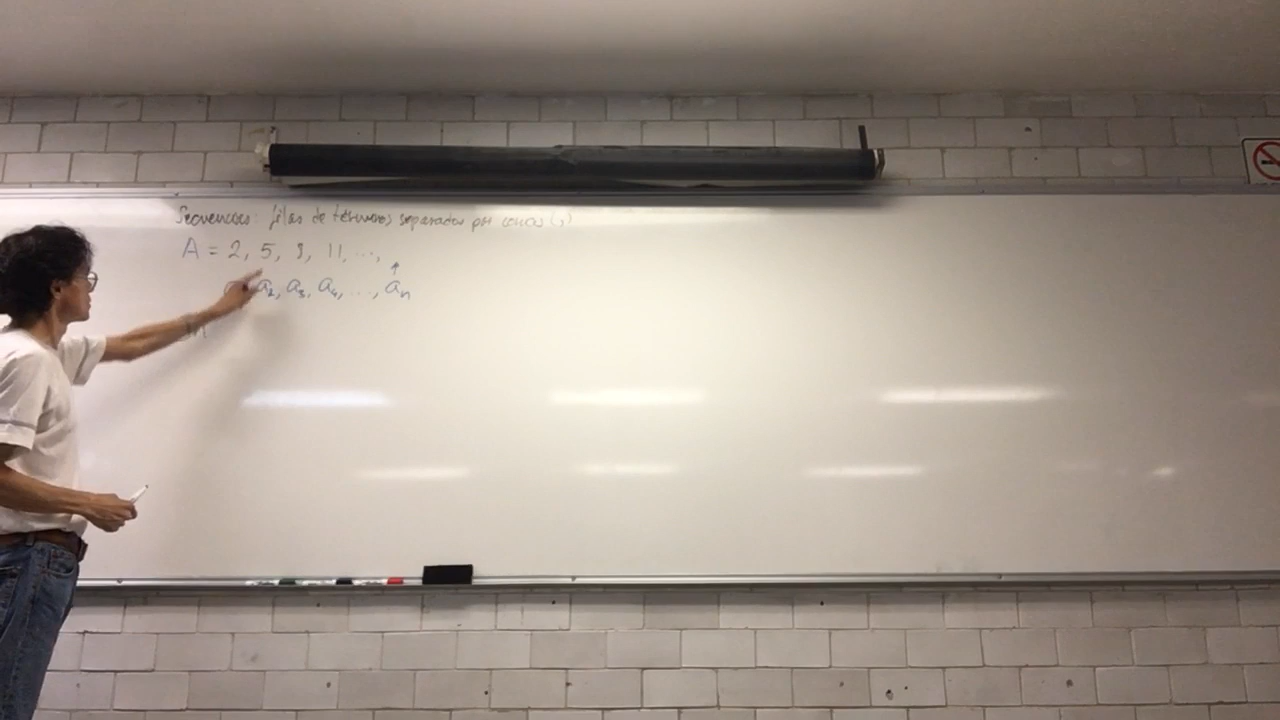 Secuencias: filas de términos separados por comas (,)
A = 2, 5, 8, 11, ...,
a2, a3, a4, ..., an